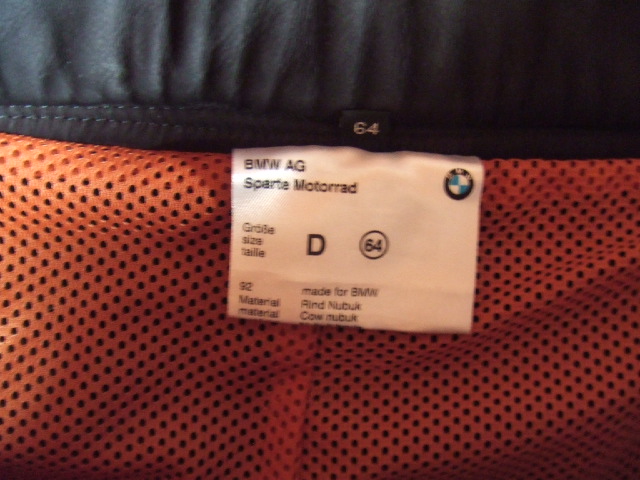 64
BMW AG
Sparte Motorrad
Größe
size
taille
D
64
92 made for BMW
Material Rind Nubuk
material Cow nubuk